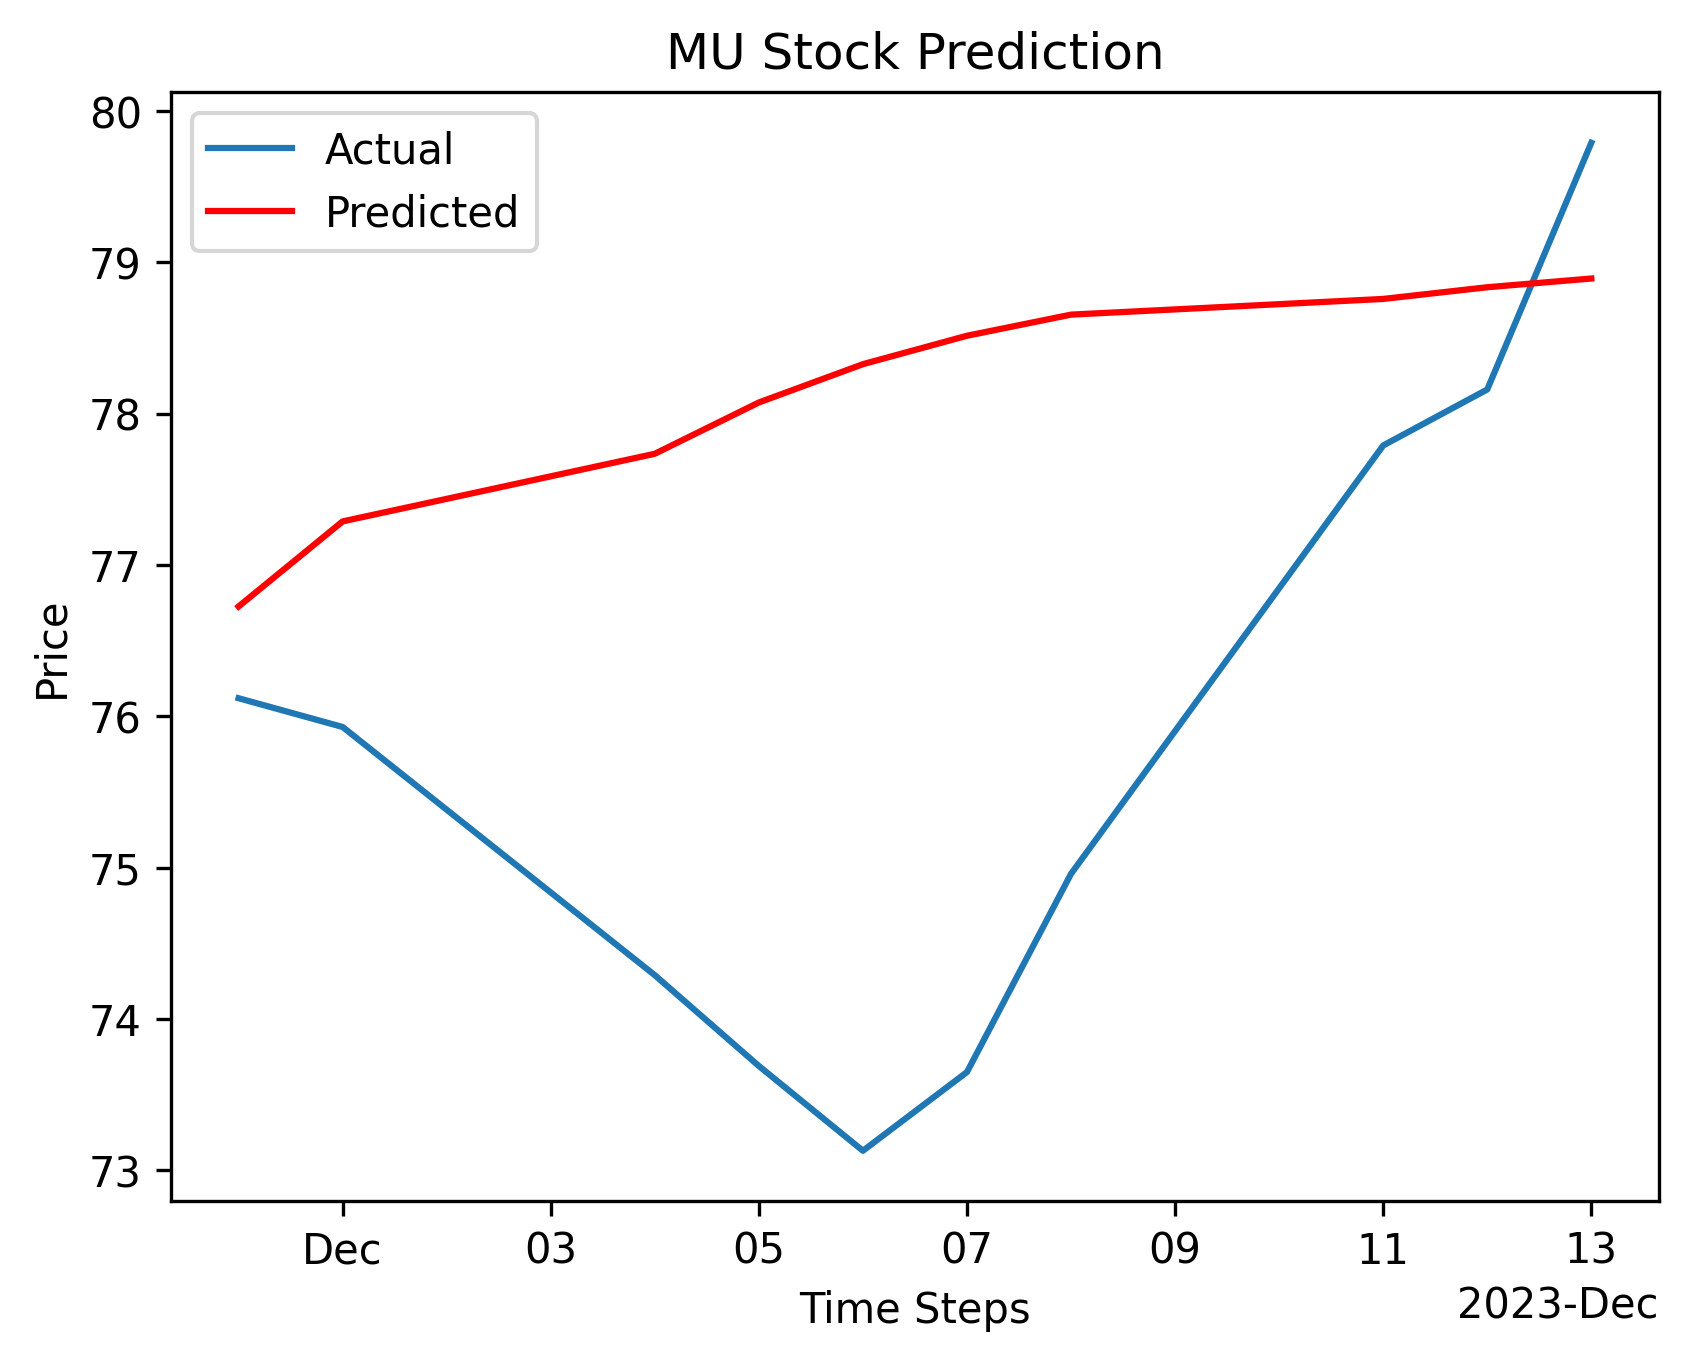 MU Stock Prediction
Actual
Predicted
80
79
78
77
76
75
74
73
Price
Dec 03 05 07 09 11 13
2023-Dec
Time Steps